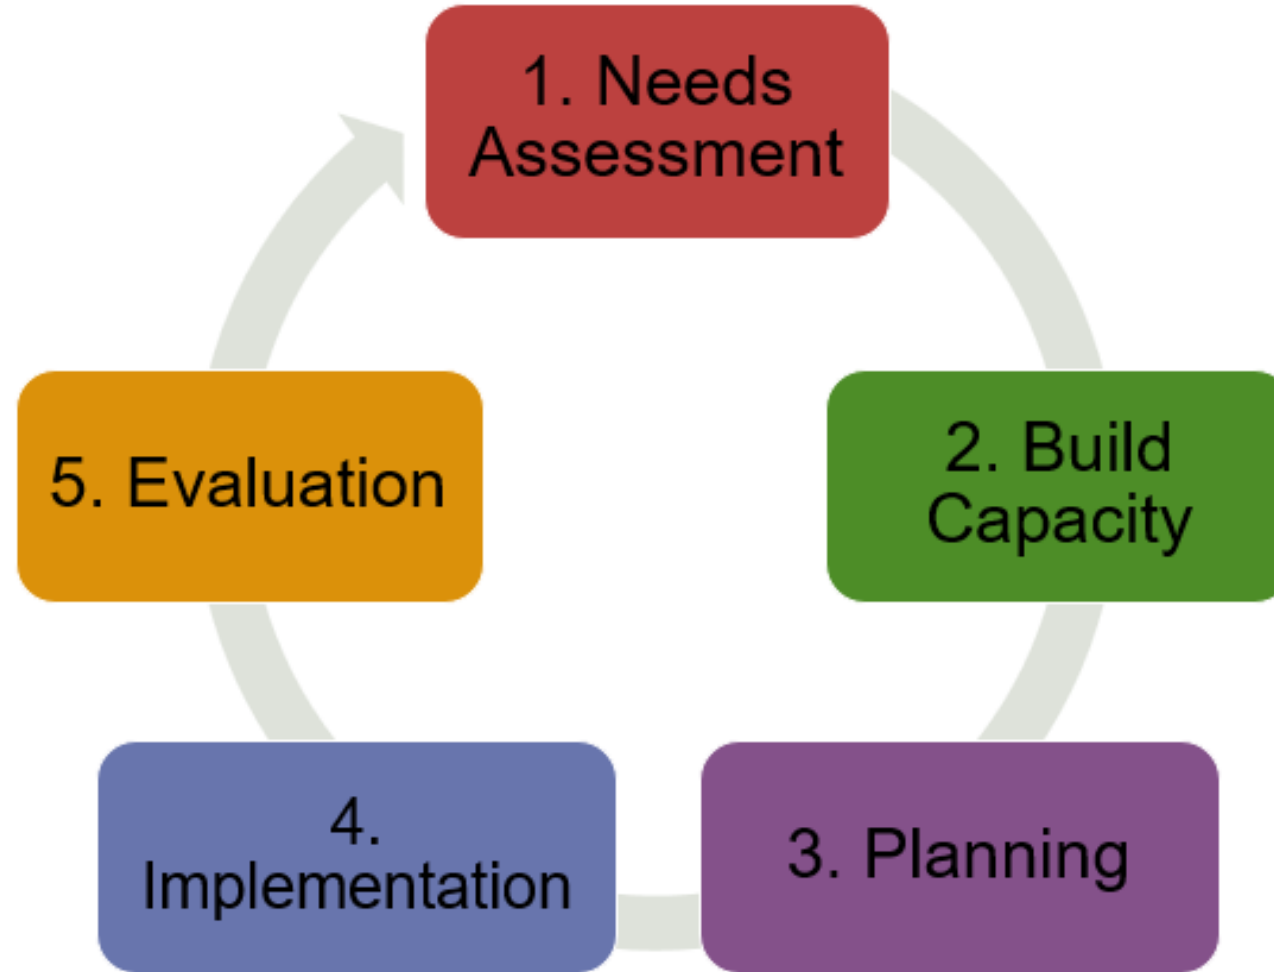 1. Needs
Assessment
2. Build
Capacity
3. Planning
4.
Implementation
5. Evaluation